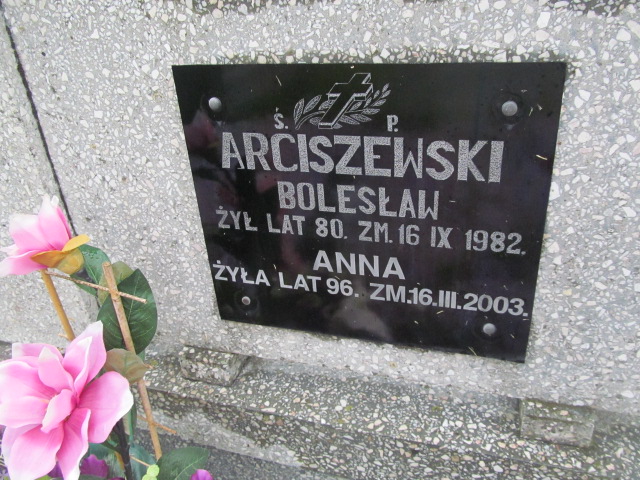 Ś. P.
ARCISZEWSKI
BOLESŁAW
ŻYŁ LAT 80. ZM. 16 IX 1982.
ANNA
ŻYŁA LAT 96. ZM.16.III.2003.